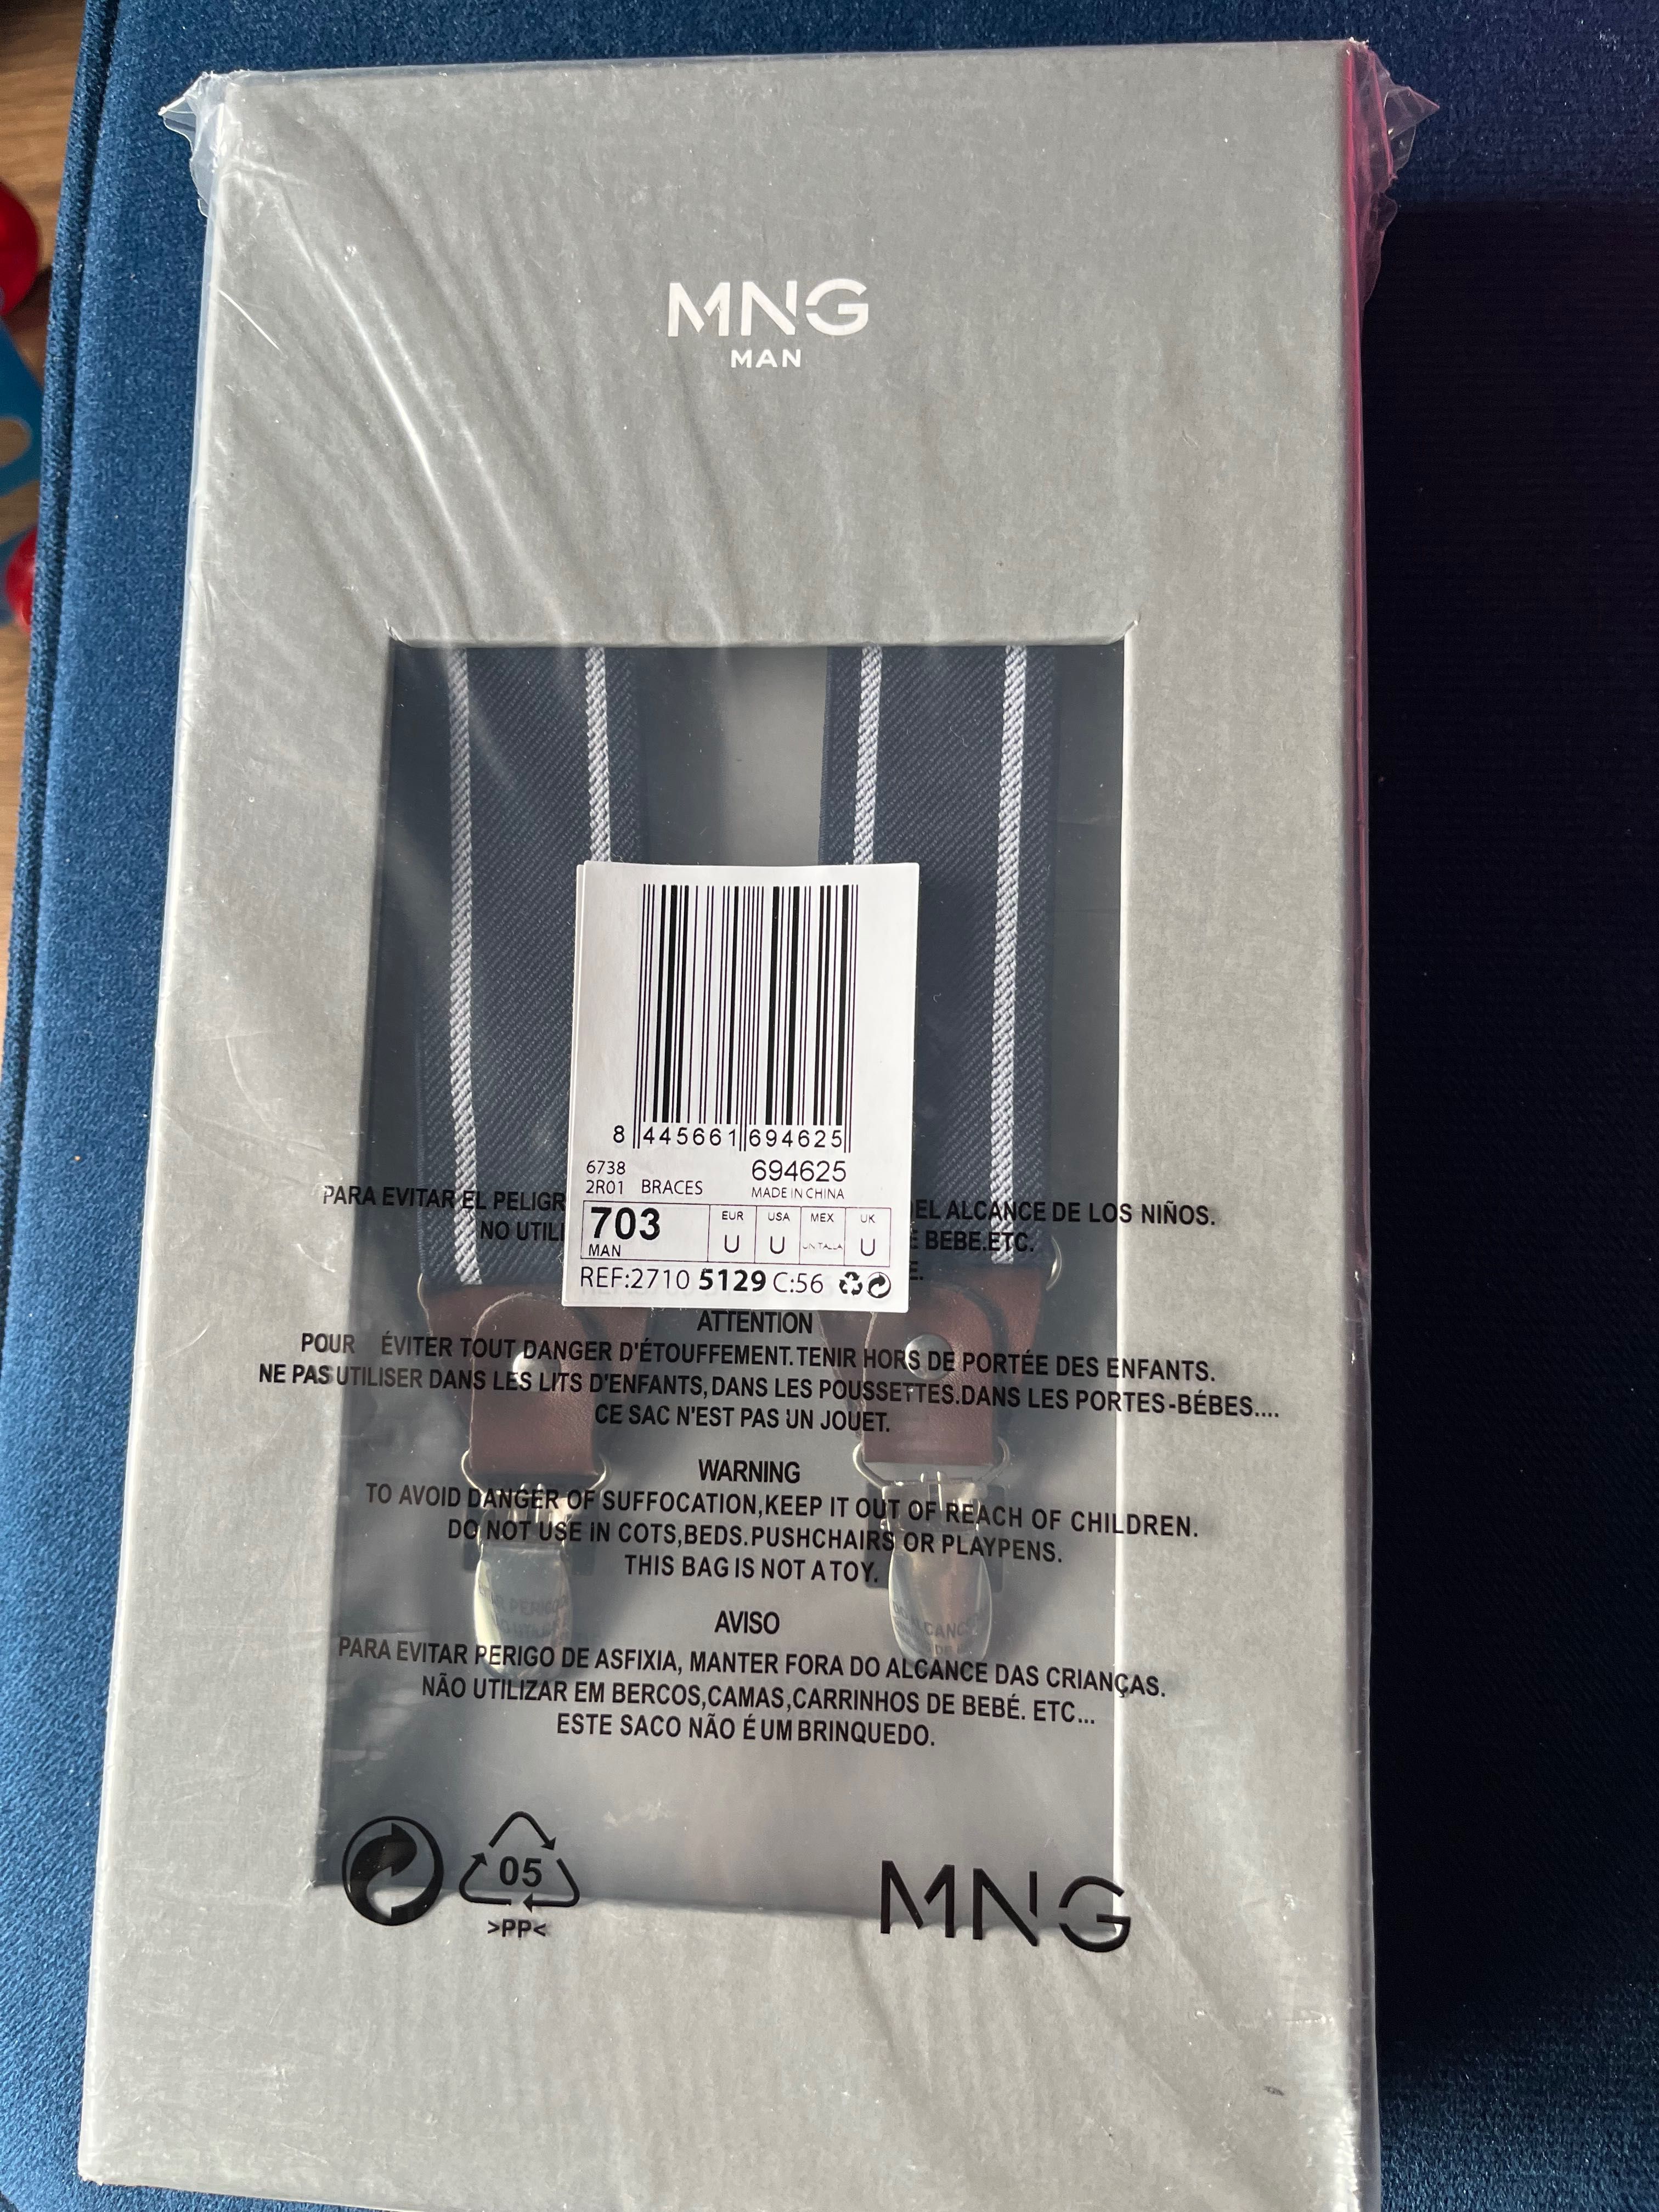 MNG
MAN
8 445661 694625
6738 694625
2R01 BRACES MADE IN CHINA
703 EUR USA MEX UK
MAN U U UN.TALLA U
REF:2710 5129 C:56
PARA EVITAR EL PELIGR EL ALCANCE DE LOS NIÑOS.
NO UTILI BEBE.ETC.
E.
ATTENTION
POUR ÉVITER TOUT DANGER D'ÉTOUFFEMENT.TENIR HORS DE PORTÉE DES ENFANTS.
NE PAS UTILISER DANS LES LITS D'ENFANTS,DANS LES POUSSETTES.DANS LES PORTES-BÉBES....
CE SAC N'EST PAS UN JOUET.
WARNING
TO AVOID DANGER OF SUFFOCATION,KEEP IT OUT OF REACH OF CHILDREN.
DO NOT USE IN COTS,BEDS.PUSHCHAIRS OR PLAYPENS.
THIS BAG IS NOT A TOY.
AVISO
PARA EVITAR PERIGO DE ASFIXIA, MANTER FORA DO ALCANCE DAS CRIANÇAS.
NÃO UTILIZAR EM BERCOS,CAMAS,CARRINHOS DE BEBÉ. ETC...
ESTE SACO NÃO É UM BRINQUEDO.
05
>PP<
MNG